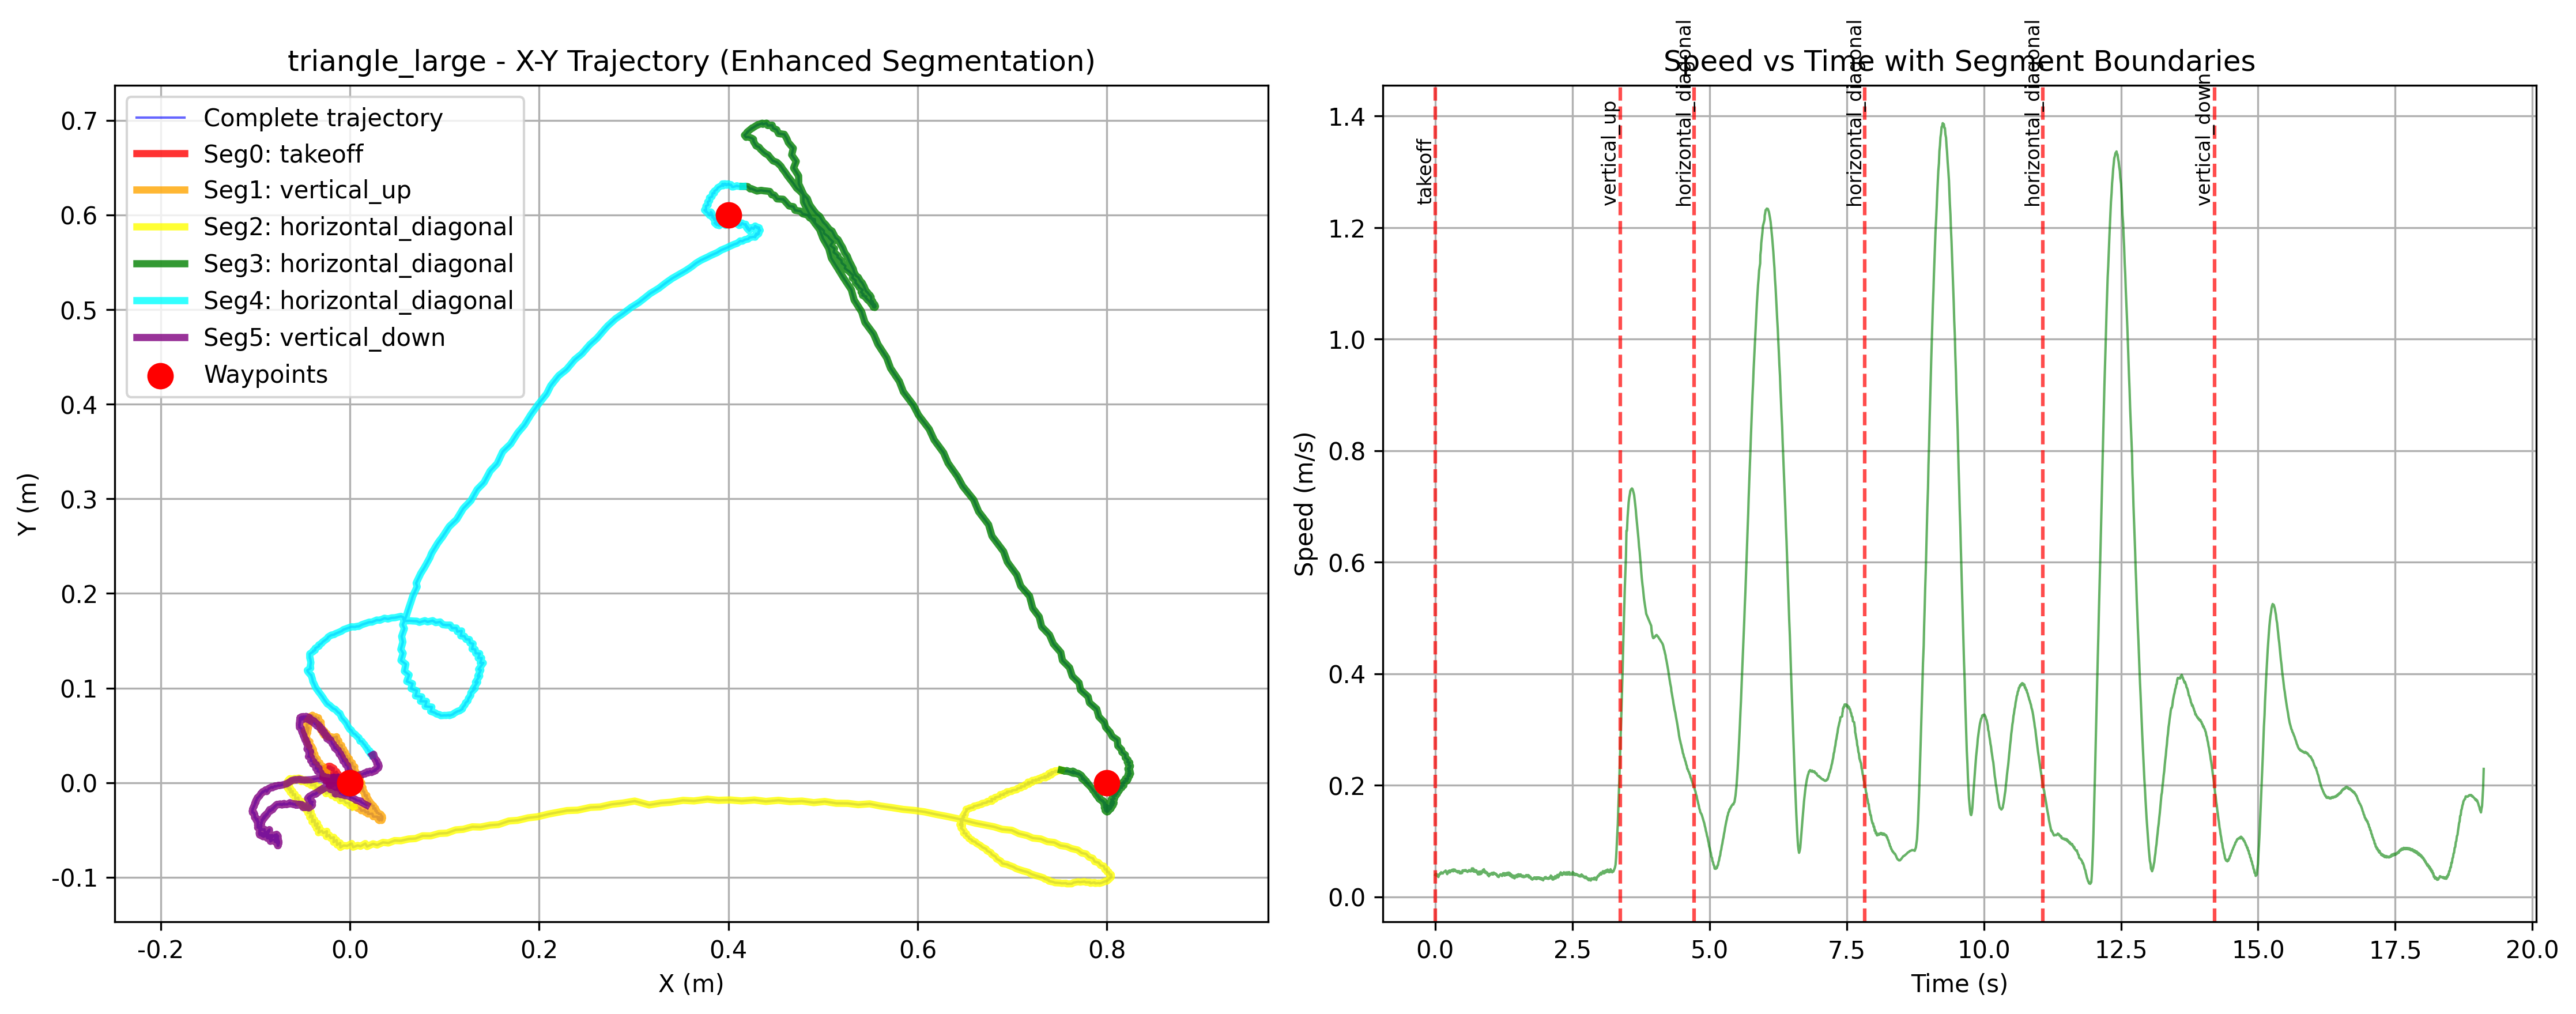 triangle_large - X-Y Trajectory (Enhanced Segmentation)
Complete trajectory
Seg0: takeoff
Seg1: vertical_up
Seg2: horizontal_diagonal
Seg3: horizontal_diagonal
Seg4: horizontal_diagonal
Seg5: vertical_down
Waypoints
Y (m)
0.7
0.6
0.5
0.4
0.3
0.2
0.1
0.0
-0.1
-0.2
0.0
0.2
0.4
0.6
0.8
X (m)
Speed vs Time with Segment Boundaries
takeoff
vertical_up
horizontal_diagonal
horizontal_diagonal
horizontal_diagonal
vertical_down
Speed (m/s)
1.4
1.2
1.0
0.8
0.6
0.4
0.2
0.0
0.0
2.5
5.0
7.5
10.0
12.5
15.0
17.5
20.0
Time (s)